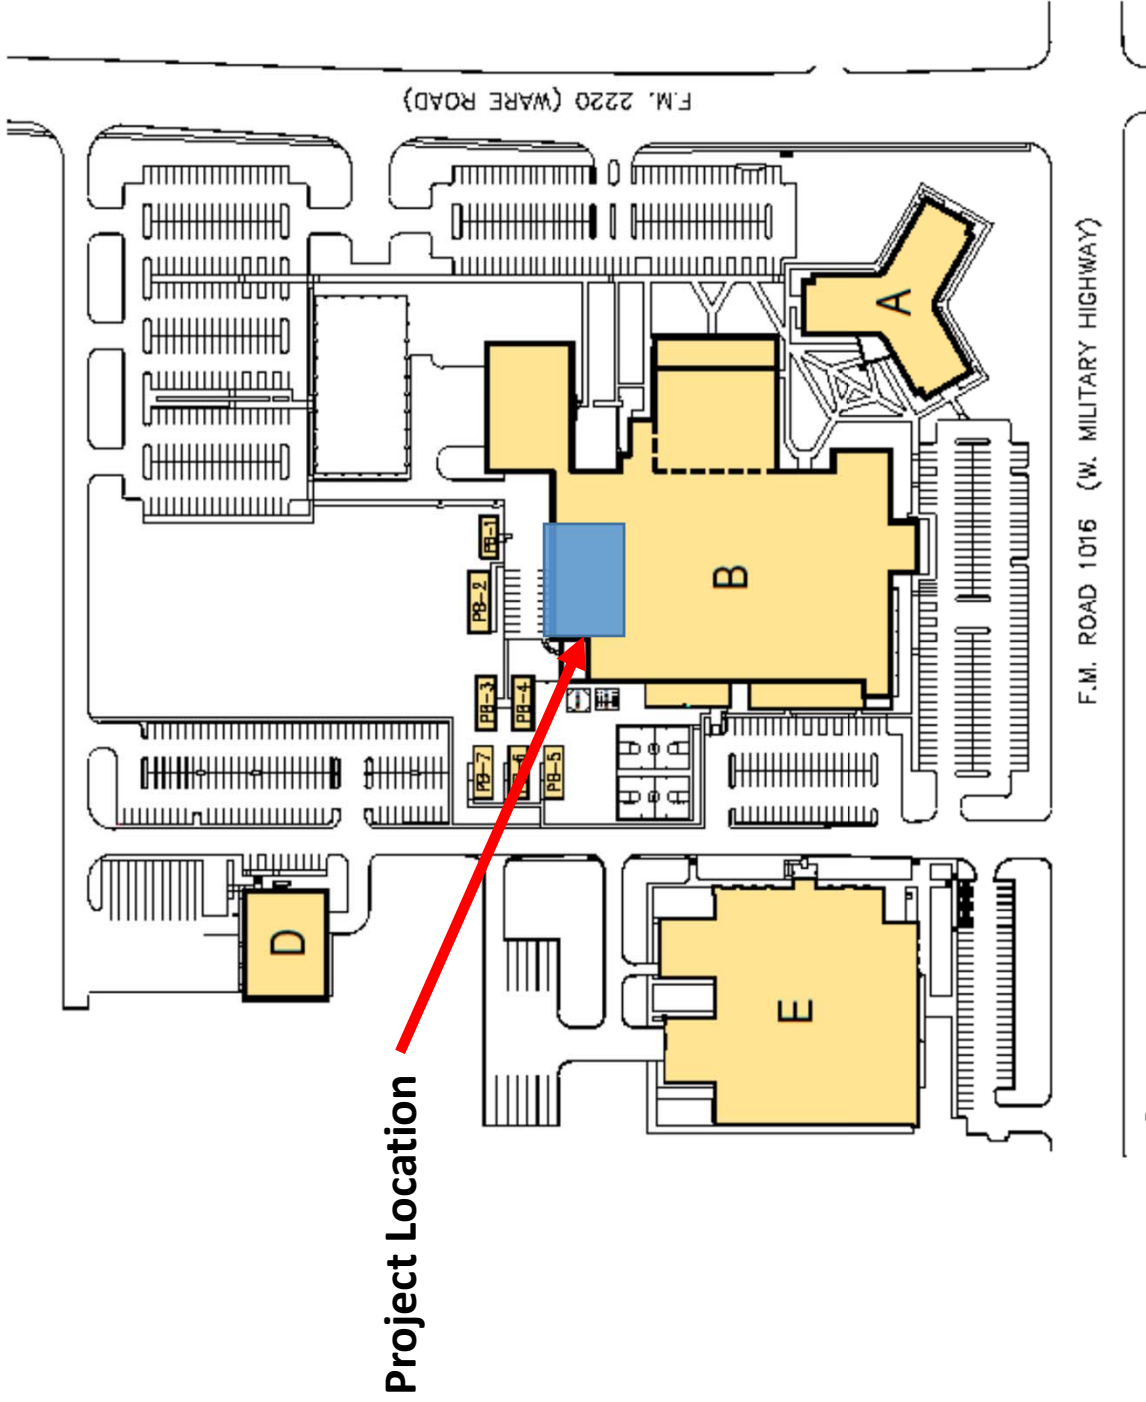 F.M. 2220 (WARE ROAD)
F.M. ROAD 1016 (W. MILITARY HIGHWAY)
A
B
PB-1
PB-2
PB-3
PB-4
PB-7
PB-5
D
E
Project Location